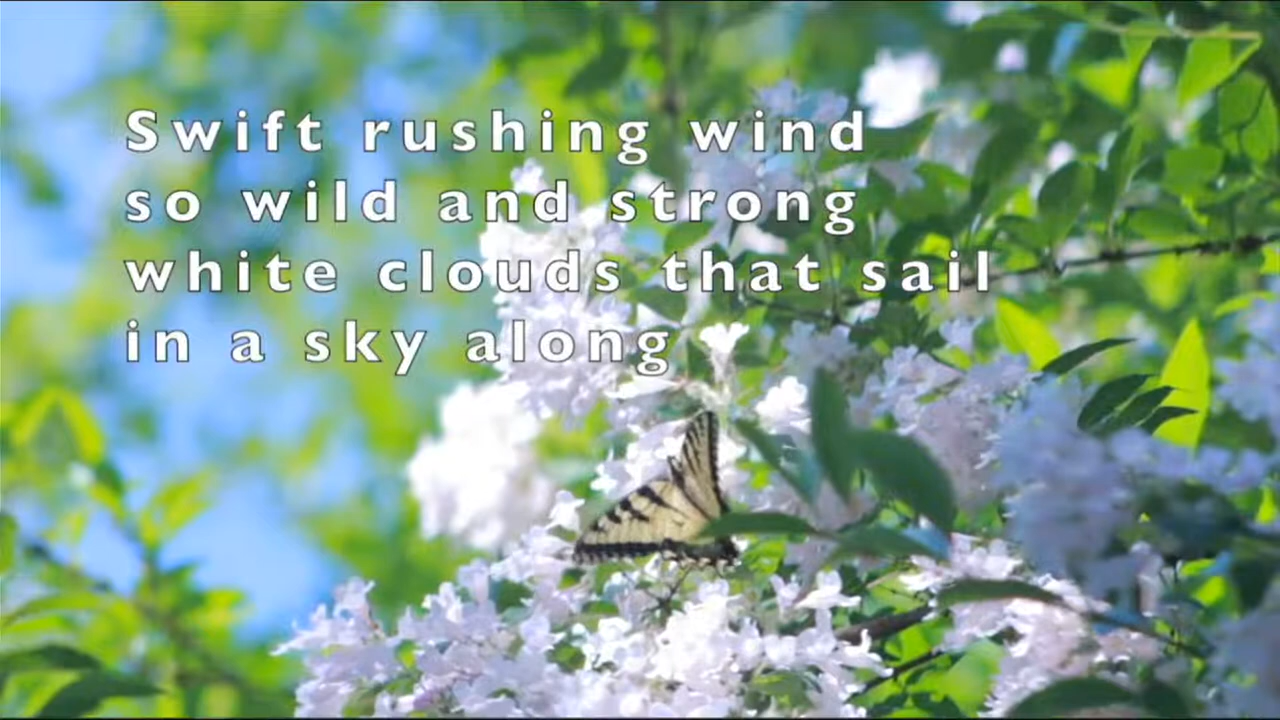 Swift rushing wind
so wild and strong
white clouds that sail
in a sky along